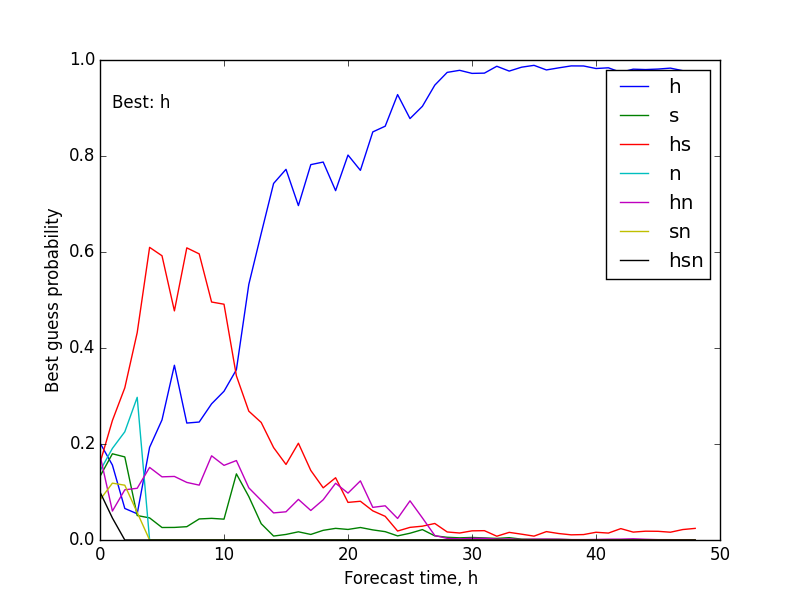 1.0
0.8
0.6
0.4
0.2
0.0
Best guess probability
Best: h
h
s
hs
n
hn
sn
hsn
0 10 20 30 40 50
Forecast time, h